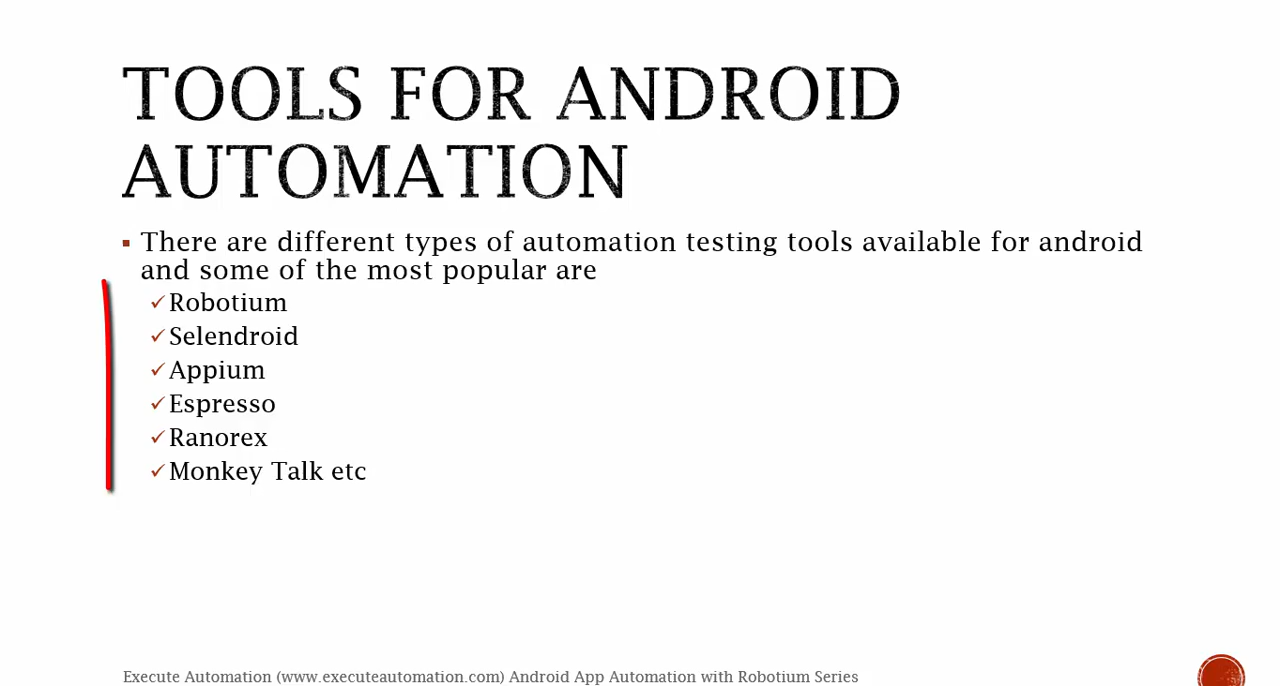 TOOLS FOR ANDROID
AUTOMATION
There are different types of automation testing tools available for android
and some of the most popular are
Robotium
Selendroid
Appium
Espresso
Ranorex
Monkey Talk etc
Execute Automation (www.executeautomation.com) Android App Automation with Robotium Series